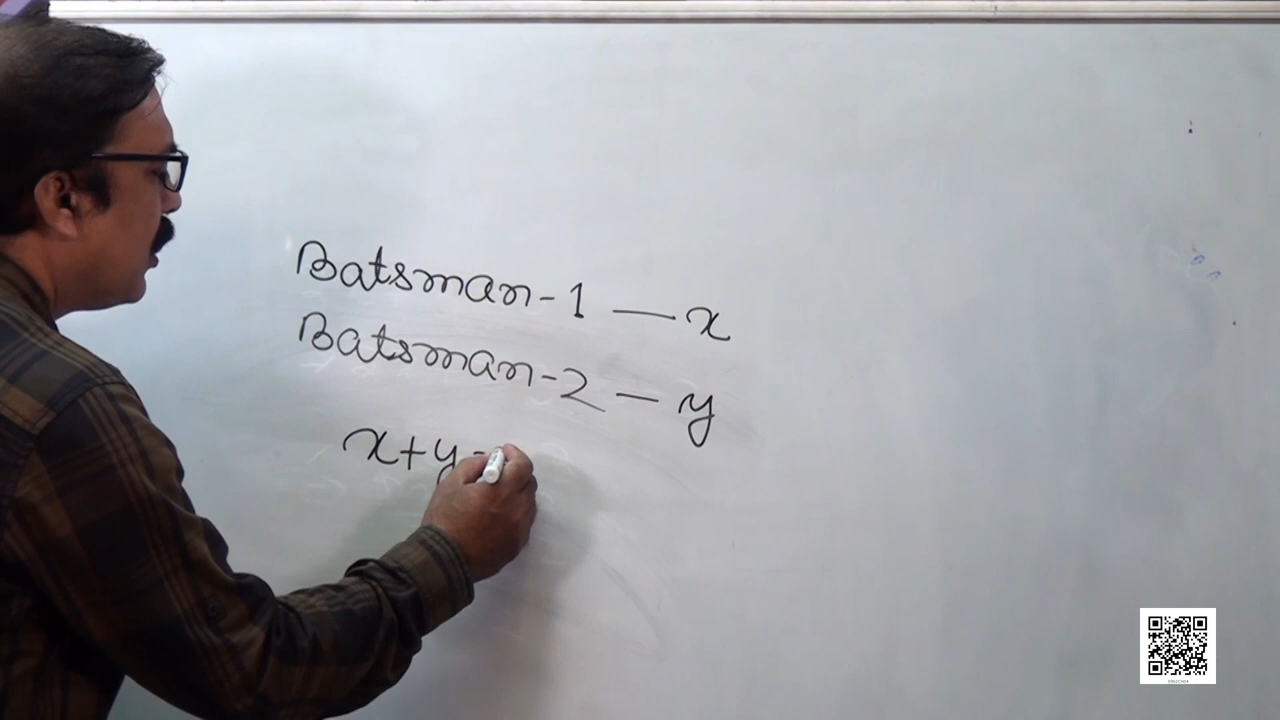 Batsman-1 — x
Batsman-2 — y
x+y=